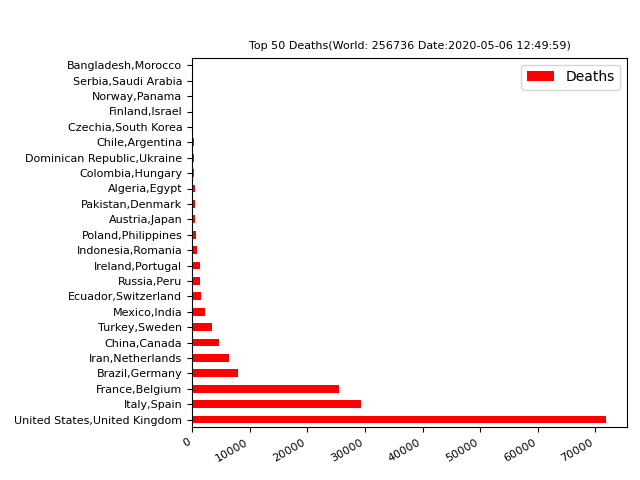 Top 50 Deaths(World: 256736 Date:2020-05-06 12:49:59)
Deaths
Bangladesh,Morocco
Serbia,Saudi Arabia
Norway,Panama
Finland,Israel
Czechia,South Korea
Chile,Argentina
Dominican Republic,Ukraine
Colombia,Hungary
Algeria,Egypt
Pakistan,Denmark
Austria,Japan
Poland,Philippines
Indonesia,Romania
Ireland,Portugal
Russia,Peru
Ecuador,Switzerland
Mexico,India
Turkey,Sweden
China,Canada
Iran,Netherlands
Brazil,Germany
France,Belgium
Italy,Spain
United States,United Kingdom
0 10000 20000 30000 40000 50000 60000 70000